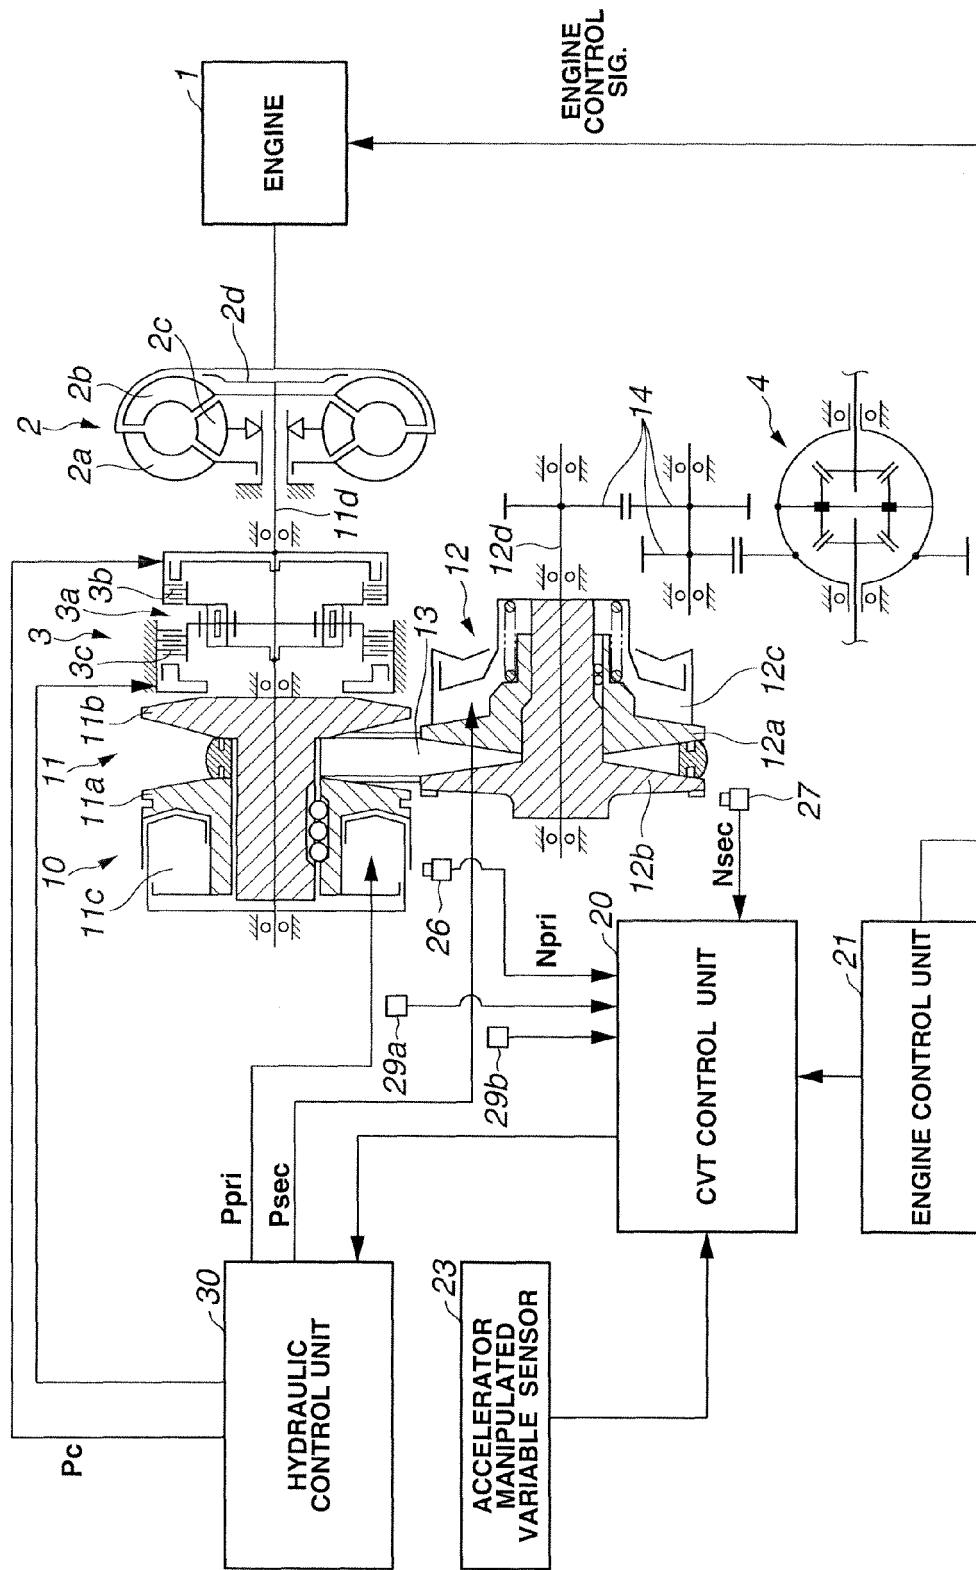 1
ENGINE
ENGINE
CONTROL
SIG.
2
2a
2b
2c
2d
11d
3
3a
3b
3c
11
11a
11b
10
11c
12
13
12d
14
4
12c
12a
12b
27
Nsec
26
Npri
20
CVT CONTROL UNIT
21
ENGINE CONTROL UNIT
29a
29b
Ppri
Psec
Pc
30
HYDRAULIC
CONTROL UNIT
23
ACCELERATOR
MANIPULATED
VARIABLE SENSOR